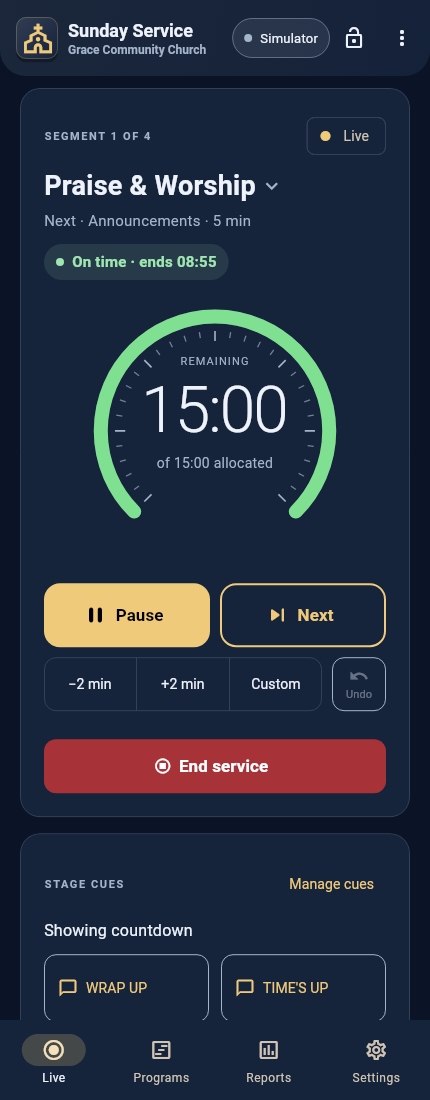 Sunday Service
Grace Community Church
Simulator
SEGMENT 1 OF 4
Live
Praise & Worship
Next · Announcements · 5 min
On time · ends 08:55
REMAINING
15:00
of 15:00 allocated
Pause
Next
−2 min
+2 min
Custom
Undo
End service
STAGE CUES
Manage cues
Showing countdown
WRAP UP
TIME'S UP
Live
Programs
Reports
Settings